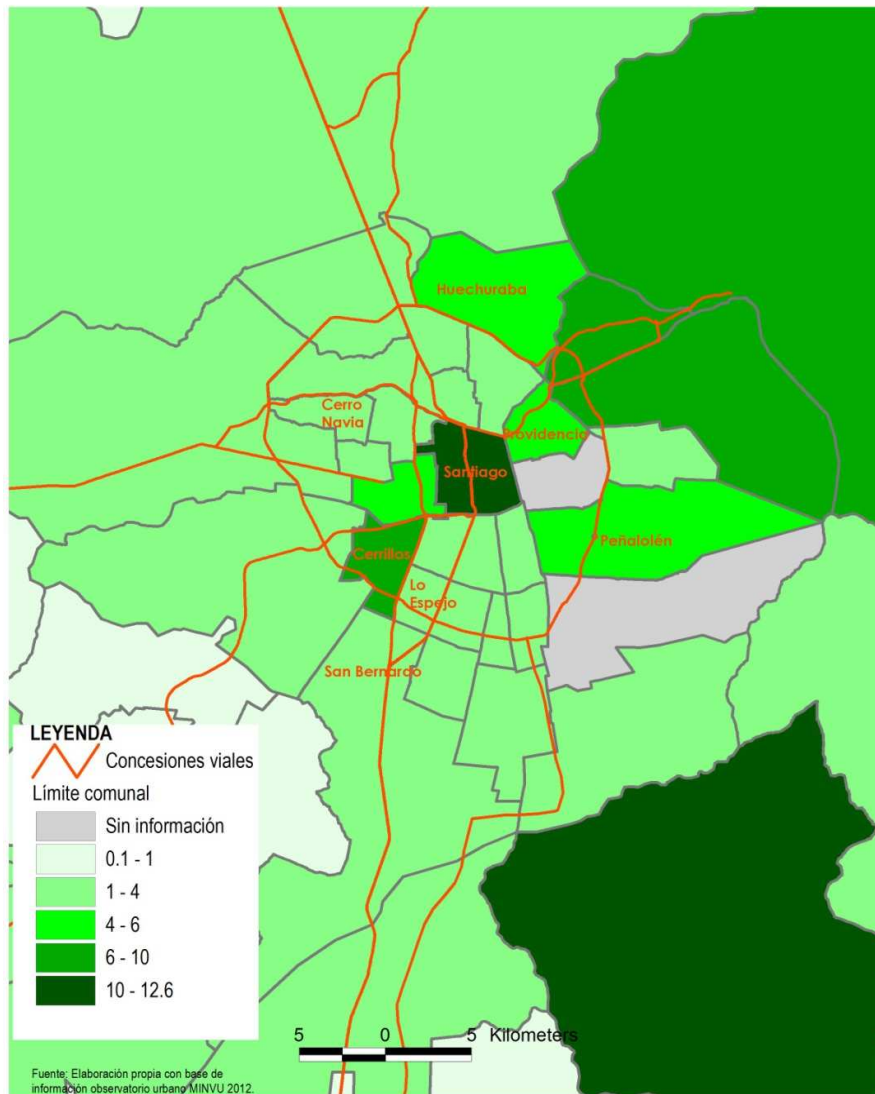 Huechuraba
Cerro
Navia
Providencia
Santiago
Peñalolén
Cerrillos
Lo
Espejo
San Bernardo
LEYENDA
Concesiones viales
Límite comunal
Sin información
0.1 - 1
1 - 4
4 - 6
6 - 10
10 - 12.6
5 0 5 Kilometers
Fuente: Elaboración propia con base de
información observatorio urbano MINVU 2012.